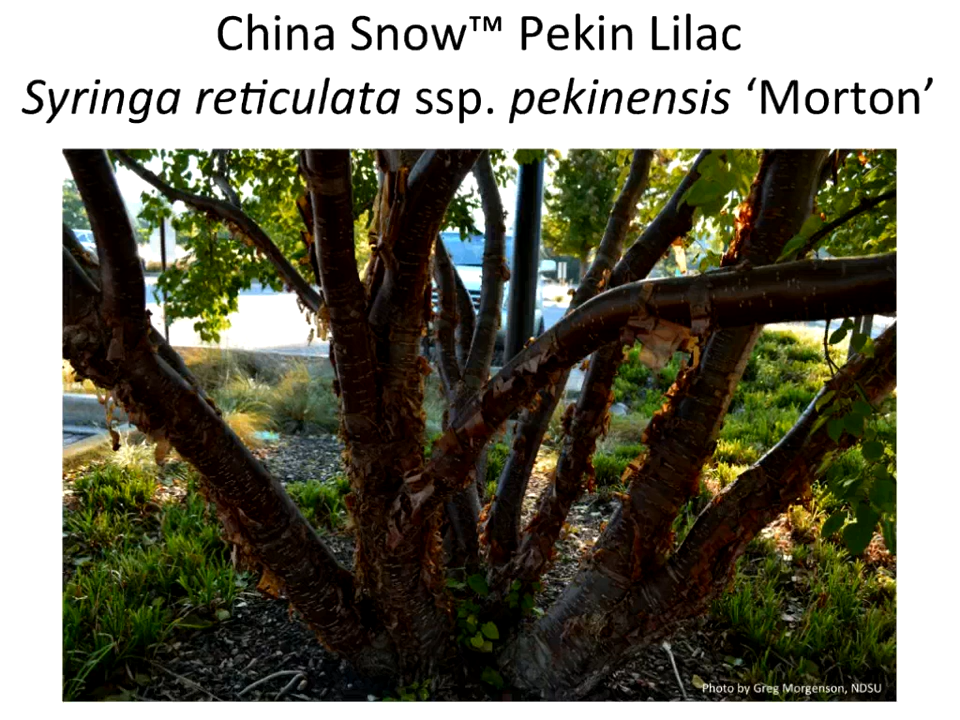 China Snow™ Pekin Lilac
Syringa reticulata ssp. pekinensis ‘Morton’
Photo by Greg Morgenson, NDSU